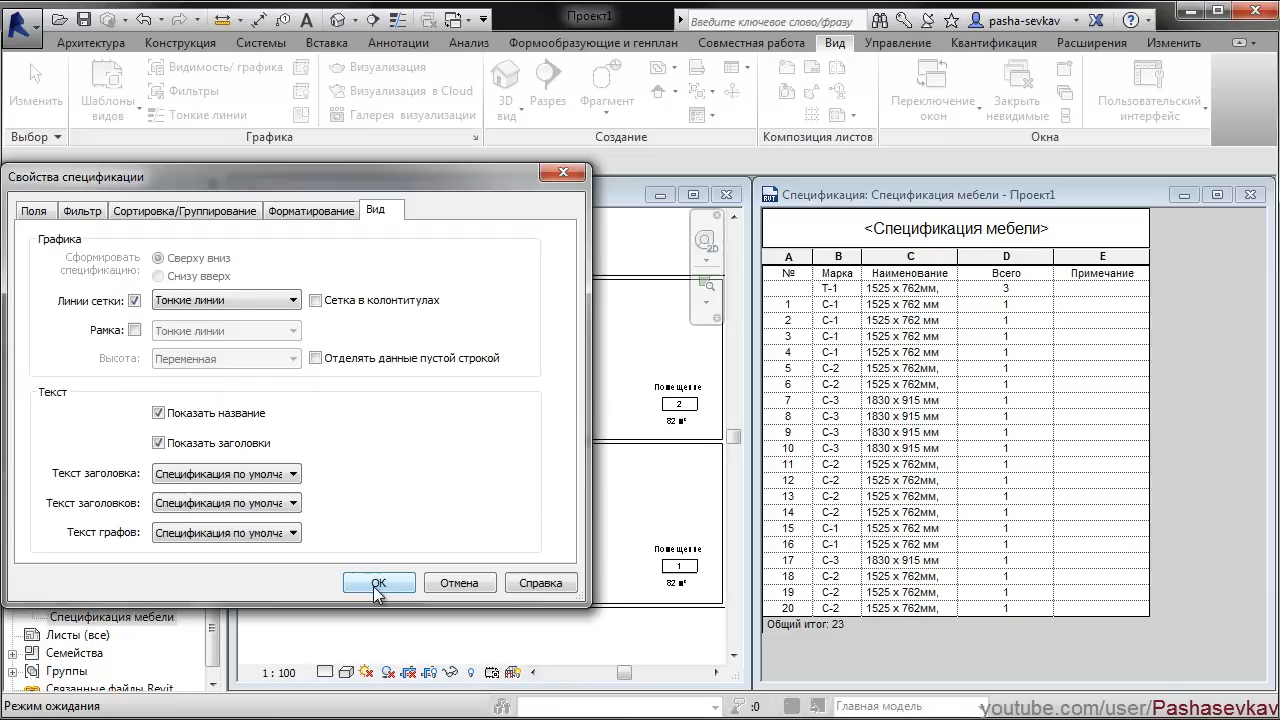 Проект1
Введите ключевое слово/фразу
pasha-sevkav
Архитектура Конструкция Системы Вставка Аннотации Анализ Формообразующие и генплан Совместная работа Вид Управление Квантификация Расширения Изменить
Изменить
Шаблоны видов
Видимость/ графика
Фильтры
Тонкие линии
Визуализация
Визуализация в Cloud
Галерея визуализации
3D вид
Разрез
Фрагмент
Переключение окон
Закрыть невидимые
Пользовательский интерфейс
Выбор
Графика
Создание
Композиция листов
Окна
Свойства спецификации
Поля Фильтр Сортировка/Группирование Форматирование Вид
Графика
Сформировать спецификацию:
Сверху вниз
Снизу вверх
Линии сетки: Тонкие линии Сетка в колонтитулах
Рамка: Тонкие линии
Высота: Переменная Отделять данные пустой строкой
Текст
Показать название
Показать заголовки
Текст заголовка: Спецификация по умолча
Текст заголовков: Спецификация по умолча
Текст графов: Спецификация по умолча
ОК Отмена Справка
Спецификация мебели
Листы (все)
Семейства
Группы
Связанные файлы Revit
2D
Помещение
2
82 м²
Помещение
1
82 м²
1 : 100
Спецификация: Спецификация мебели - Проект1
<Спецификация мебели>
A B C D E
№ Марка Наименование Всего Примечание
Т-1 1525 x 762мм, 3
1 С-1 1525 x 762 мм 1
2 С-1 1525 x 762 мм 1
3 С-1 1525 x 762 мм 1
4 С-1 1525 x 762 мм 1
5 С-2 1525 x 762мм, 1
6 С-2 1525 x 762мм, 1
7 С-3 1830 x 915 мм 1
8 С-3 1830 x 915 мм 1
9 С-3 1830 x 915 мм 1
10 С-3 1830 x 915 мм 1
11 С-2 1525 x 762мм, 1
12 С-2 1525 x 762мм, 1
13 С-2 1525 x 762мм, 1
14 С-2 1525 x 762мм, 1
15 С-1 1525 x 762 мм 1
16 С-1 1525 x 762 мм 1
17 С-3 1830 x 915 мм 1
18 С-2 1525 x 762мм, 1
19 С-2 1525 x 762мм, 1
20 С-2 1525 x 762мм, 1
Общий итог: 23
Режим ожидания
:0
Главная модель
youtube.com/user/Pashasevkav